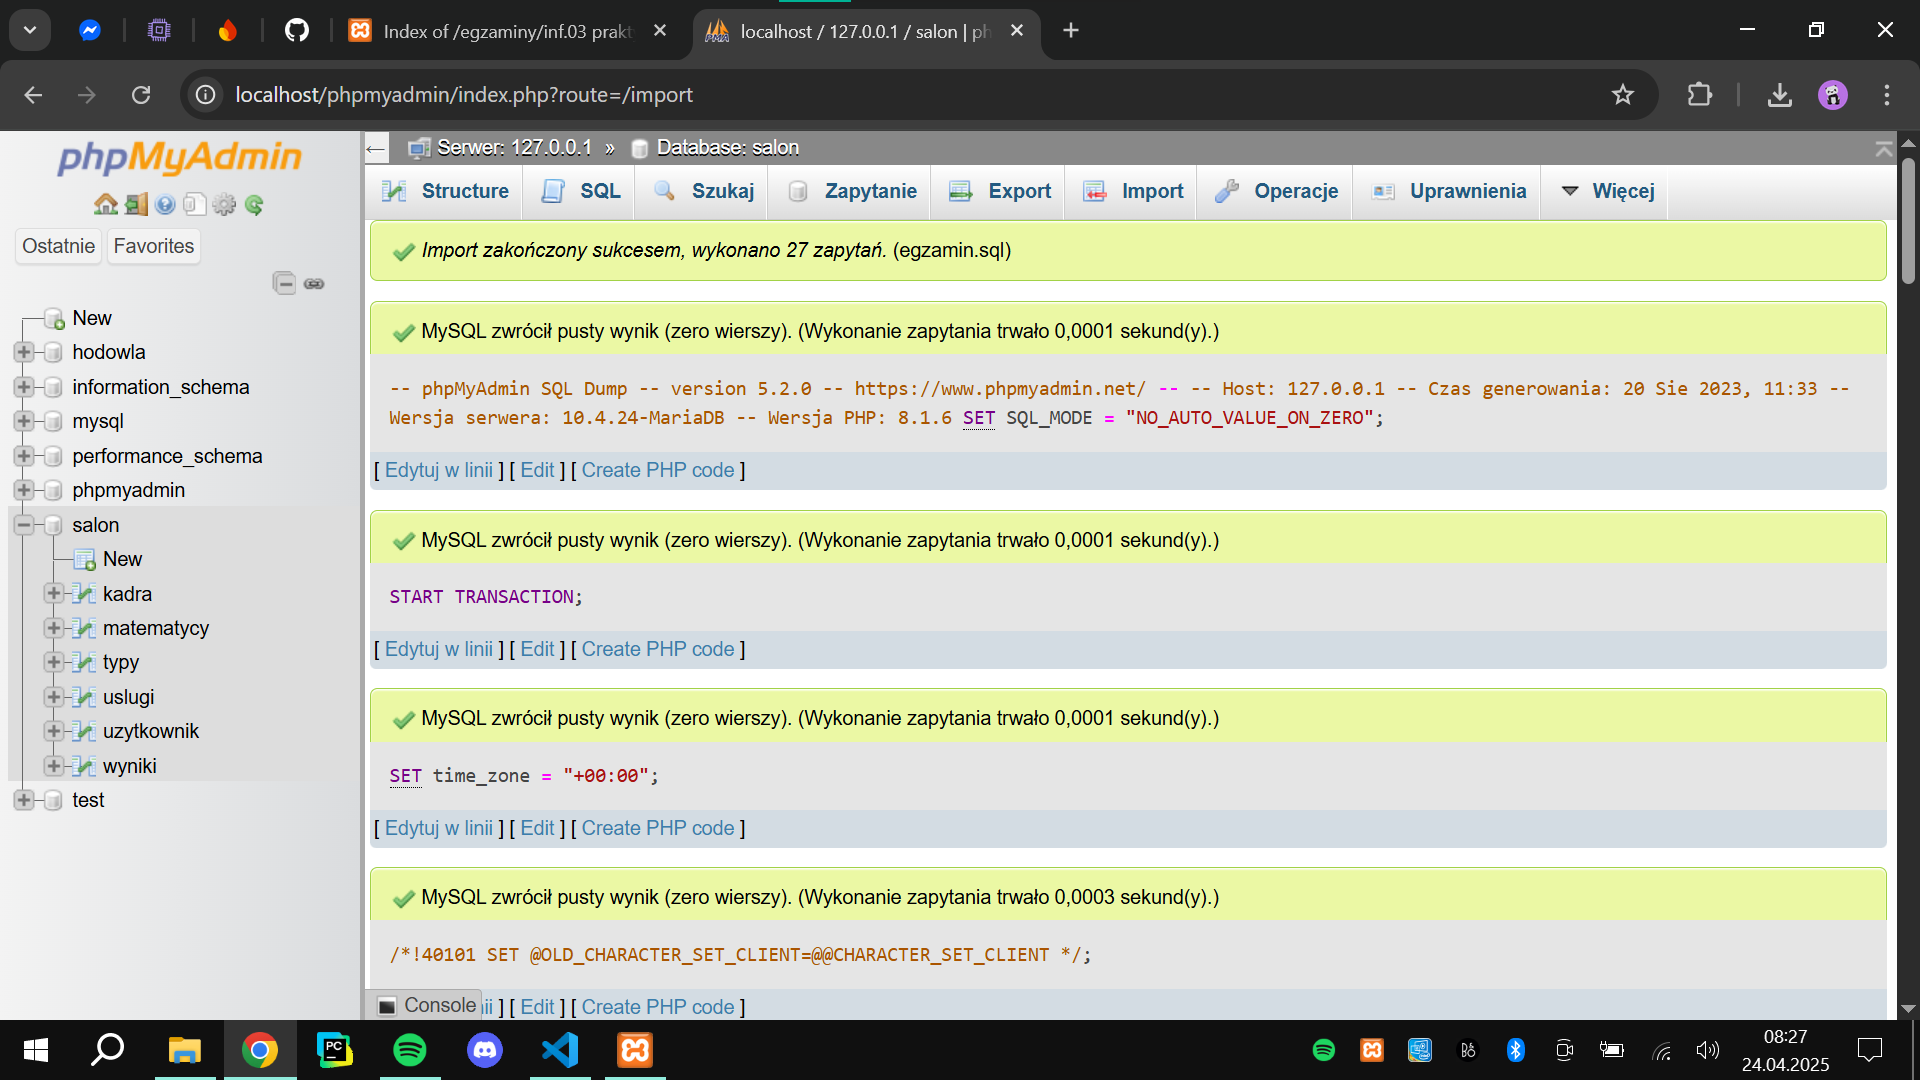 Index of /egzaminy/inf.03 prakt
localhost / 127.0.0.1 / salon | ph
localhost/phpmyadmin/index.php?route=/import
phpMyAdmin
Ostatnie
Favorites
New
hodowla
information_schema
mysql
performance_schema
phpmyadmin
salon
New
kadra
matematycy
typy
uslugi
uzytkownik
wyniki
test
Serwer: 127.0.0.1 » Database: salon
Structure
SQL
Szukaj
Zapytanie
Export
Import
Operacje
Uprawnienia
Więcej
Import zakończony sukcesem, wykonano 27 zapytań. (egzamin.sql)
MySQL zwrócił pusty wynik (zero wierszy). (Wykonanie zapytania trwało 0,0001 sekund(y).)
-- phpMyAdmin SQL Dump -- version 5.2.0 -- https://www.phpmyadmin.net/ -- -- Host: 127.0.0.1 -- Czas generowania: 20 Sie 2023, 11:33 --
Wersja serwera: 10.4.24-MariaDB -- Wersja PHP: 8.1.6 SET SQL_MODE = "NO_AUTO_VALUE_ON_ZERO";
[ Edytuj w linii ] [ Edit ] [ Create PHP code ]
MySQL zwrócił pusty wynik (zero wierszy). (Wykonanie zapytania trwało 0,0001 sekund(y).)
START TRANSACTION;
[ Edytuj w linii ] [ Edit ] [ Create PHP code ]
MySQL zwrócił pusty wynik (zero wierszy). (Wykonanie zapytania trwało 0,0001 sekund(y).)
SET time_zone = "+00:00";
[ Edytuj w linii ] [ Edit ] [ Create PHP code ]
MySQL zwrócił pusty wynik (zero wierszy). (Wykonanie zapytania trwało 0,0003 sekund(y).)
/*!40101 SET @OLD_CHARACTER_SET_CLIENT=@@CHARACTER_SET_CLIENT */;
Console
nii ] [ Edit ] [ Create PHP code ]
08:27
24.04.2025